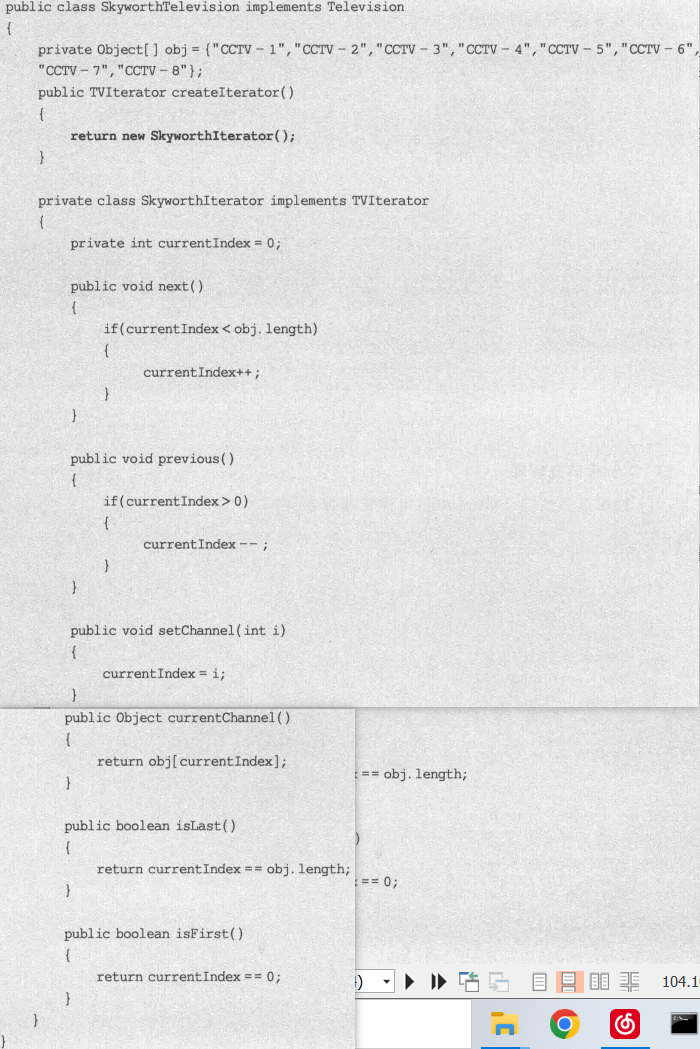 public class SkyworthTelevision implements Television
{
private Object[] obj = {"CCTV - 1","CCTV - 2","CCTV - 3","CCTV - 4","CCTV - 5","CCTV - 6",
"CCTV - 7","CCTV - 8"};
public TVIterator createIterator()
{
return new SkyworthIterator();
}
private class SkyworthIterator implements TVIterator
{
private int currentIndex = 0;
public void next()
{
if(currentIndex < obj.length)
{
currentIndex++;
}
}
public void previous()
{
if(currentIndex > 0)
{
currentIndex --;
}
}
public void setChannel(int i)
{
currentIndex = i;
}
public Object currentChannel()
{
return obj[currentIndex];
}
public boolean isLast()
{
return currentIndex == obj.length;
}
public boolean isFirst()
{
return currentIndex == 0;
}
}
}
== obj.length;
)
== 0;
)
104.1